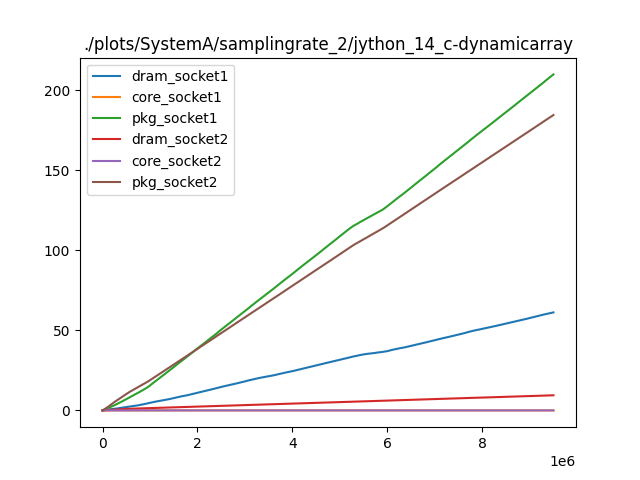 ./plots/SystemA/samplingrate_2/jython_14_c-dynamicarray
dram_socket1
core_socket1
pkg_socket1
dram_socket2
core_socket2
pkg_socket2
200
150
100
50
0
0 2 4 6 8
1e6